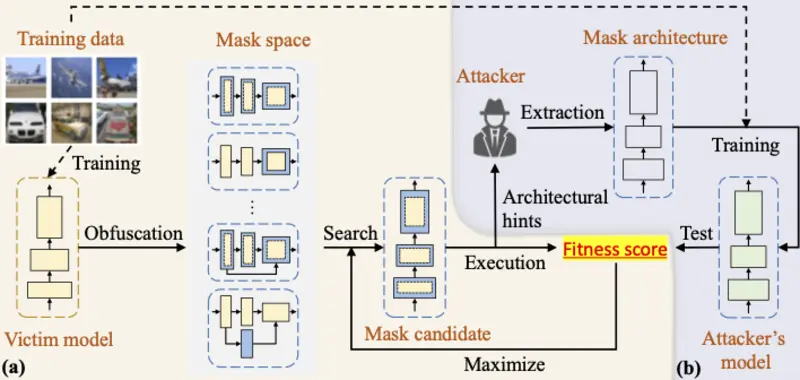 Training data
Mask space
Mask architecture
Attacker
Extraction
Training
Training
Obfuscation
Search
Architectural
hints
Execution
Fitness score
Test
Victim model
Mask candidate
Attacker's
model
Maximize
(a)
(b)